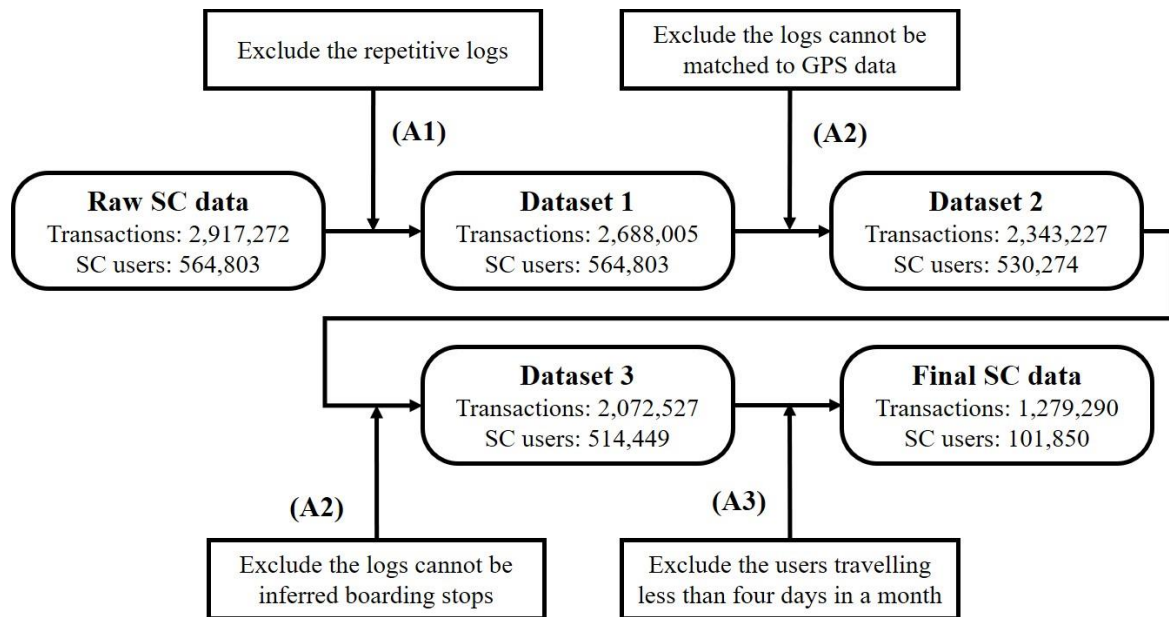 Exclude the repetitive logs
Exclude the logs cannot be
matched to GPS data
(A1)
(A2)
Raw SC data
Transactions: 2,917,272
SC users: 564,803
Dataset 1
Transactions: 2,688,005
SC users: 564,803
Dataset 2
Transactions: 2,343,227
SC users: 530,274
Dataset 3
Transactions: 2,072,527
SC users: 514,449
Final SC data
Transactions: 1,279,290
SC users: 101,850
(A2)
(A3)
Exclude the logs cannot be
inferred boarding stops
Exclude the users travelling
less than four days in a month